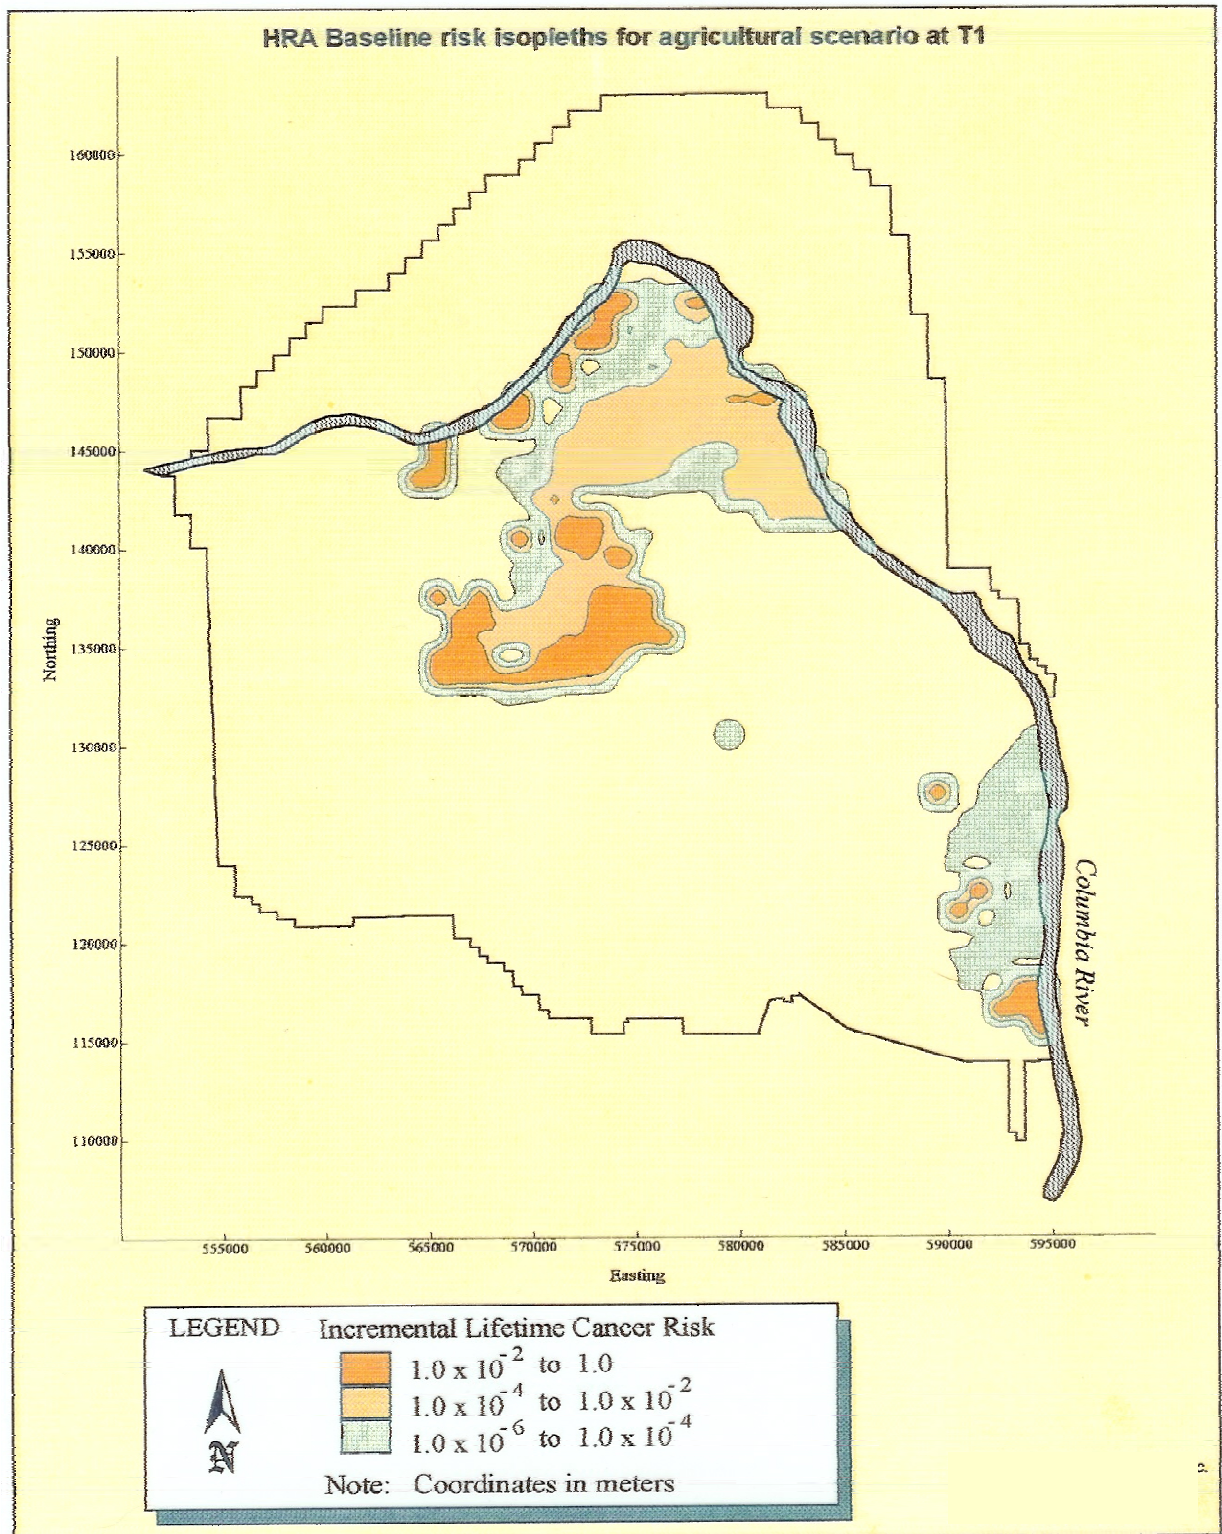 HRA Baseline risk isopleths for agricultural scenario at T1
160000
155000
150000
145000
140000
Northing
135000
130000
125000
120000
115000
110000
Columbia River
555000 560000 565000 570000 575000 580000 585000 590000 595000
Easting
LEGEND Incremental Lifetime Cancer Risk
1.0 x 10⁻² to 1.0
1.0 x 10⁻⁴ to 1.0 x 10⁻²
1.0 x 10⁻⁶ to 1.0 x 10⁻⁴
N
Note: Coordinates in meters